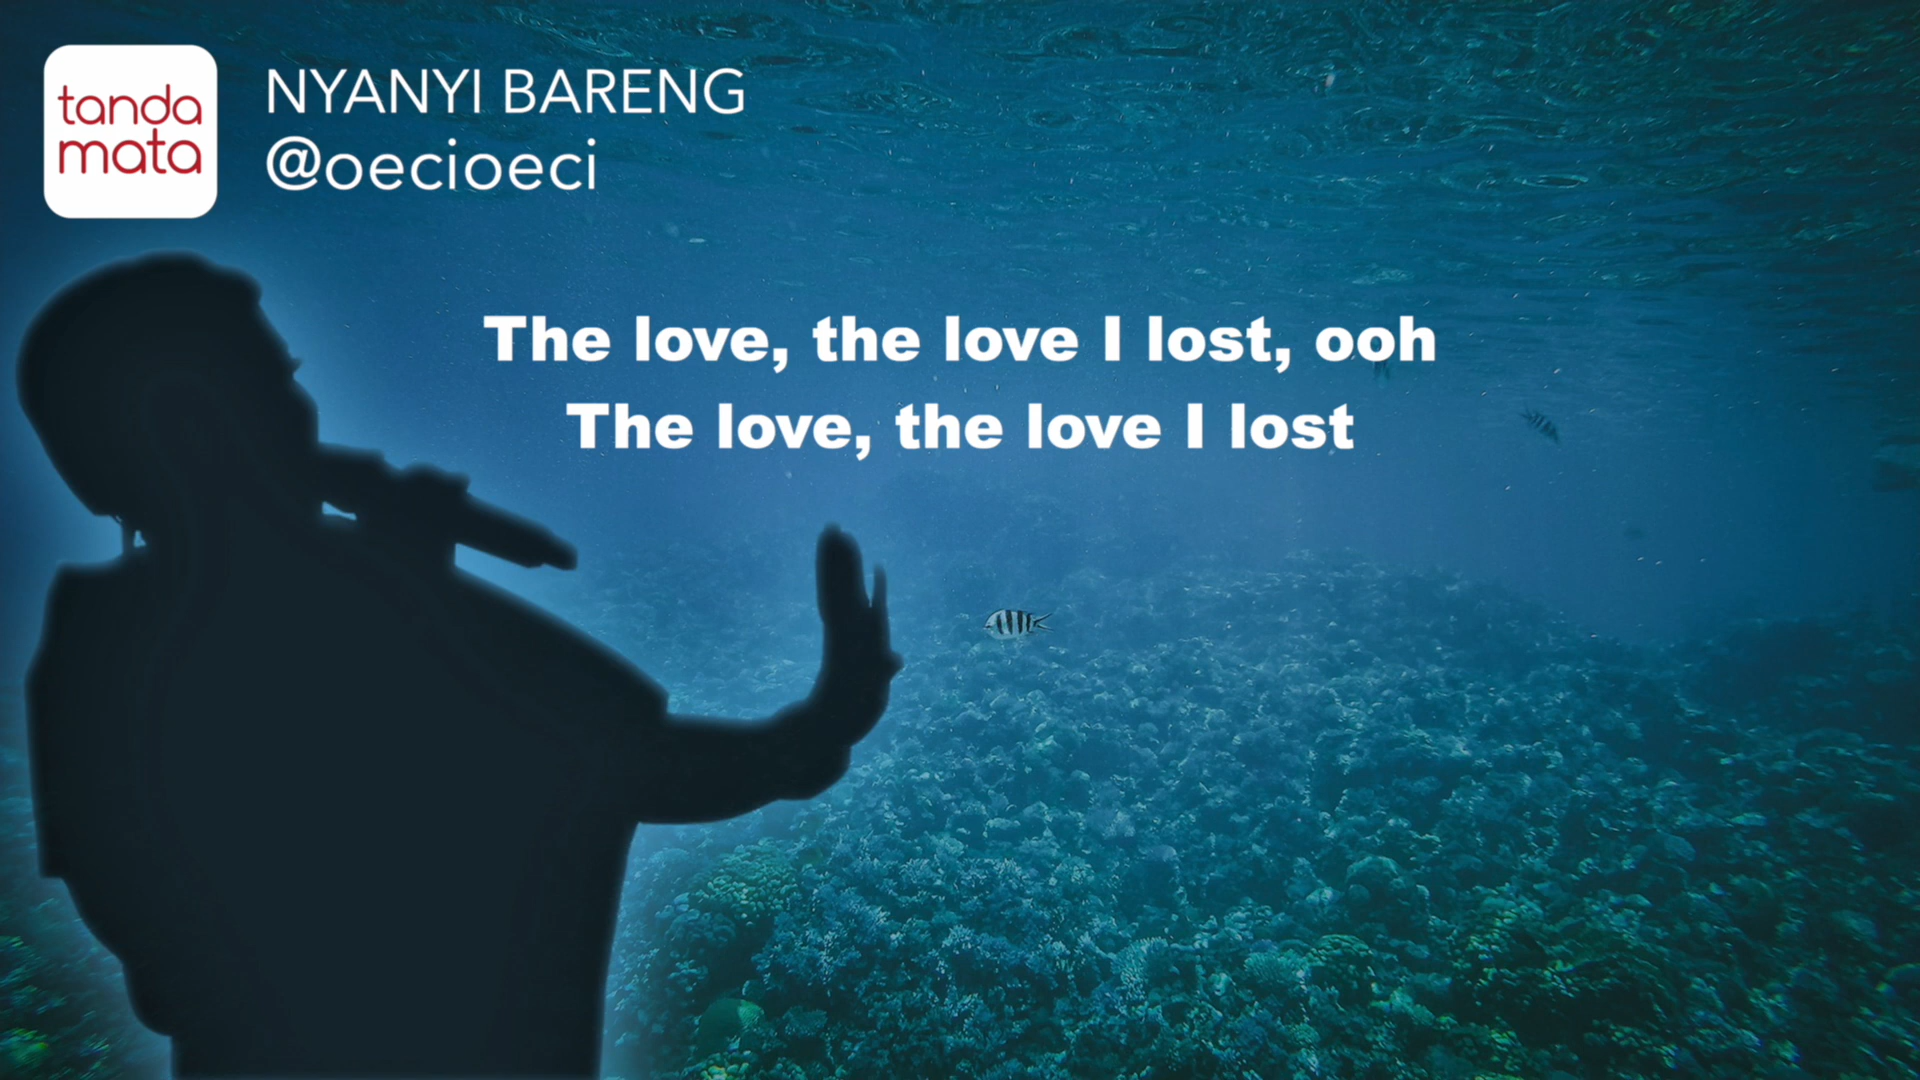 tanda
mata
NYANYI BARENG
@oecioeci
The love, the love I lost, ooh
The love, the love I lost